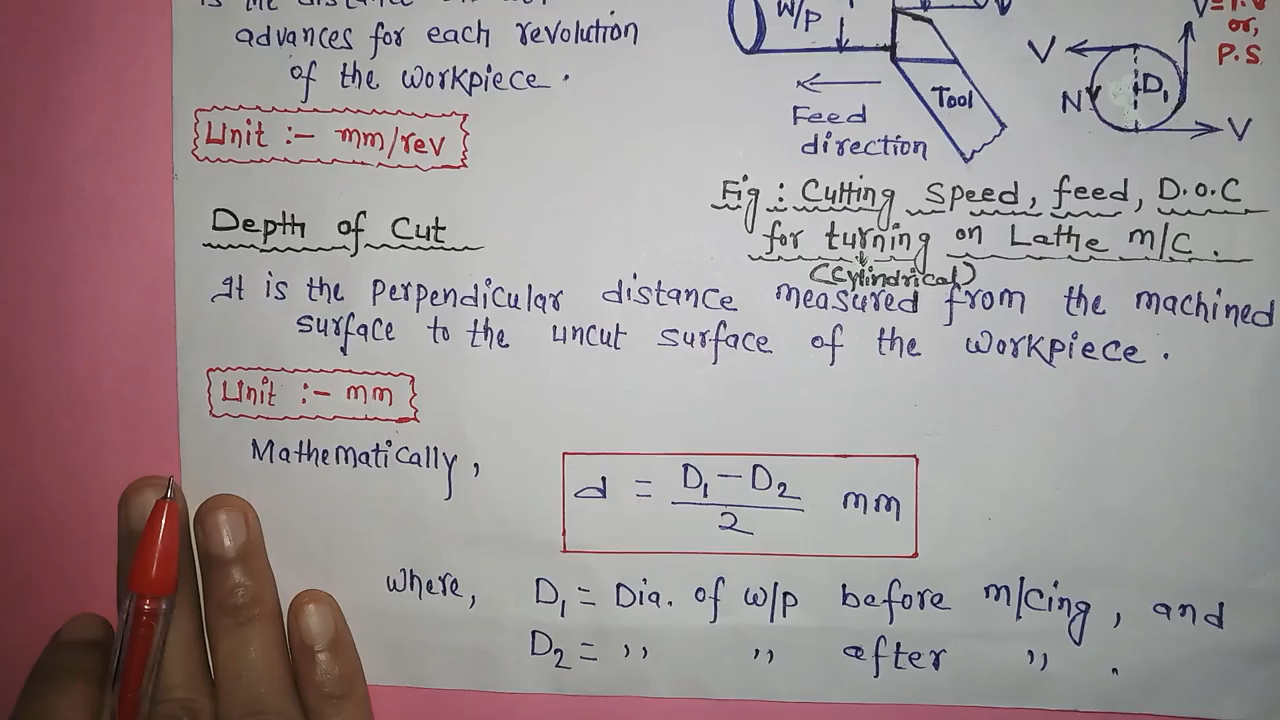 advances for each revolution
of the workpiece.
Unit :- mm/rev
Depth of Cut
It is the perpendicular distance measured from the machined
surface to the uncut surface of the workpiece.
Unit :- mm
Mathematically,
d = D1 - D2 / 2 mm
where, D1 = Dia. of w/p before m/cing, and
D2 = ,, ,, after ,, .
W/P
Tool
Feed
direction
V
N
D1
V
or,
P.S
Fig : Cutting Speed, feed, D.O.C
for turning on Lathe m/c.
(Cylindrical)